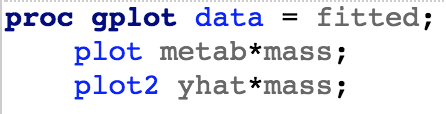 proc gplot data = fitted;
plot metab*mass;
plot2 yhat*mass;